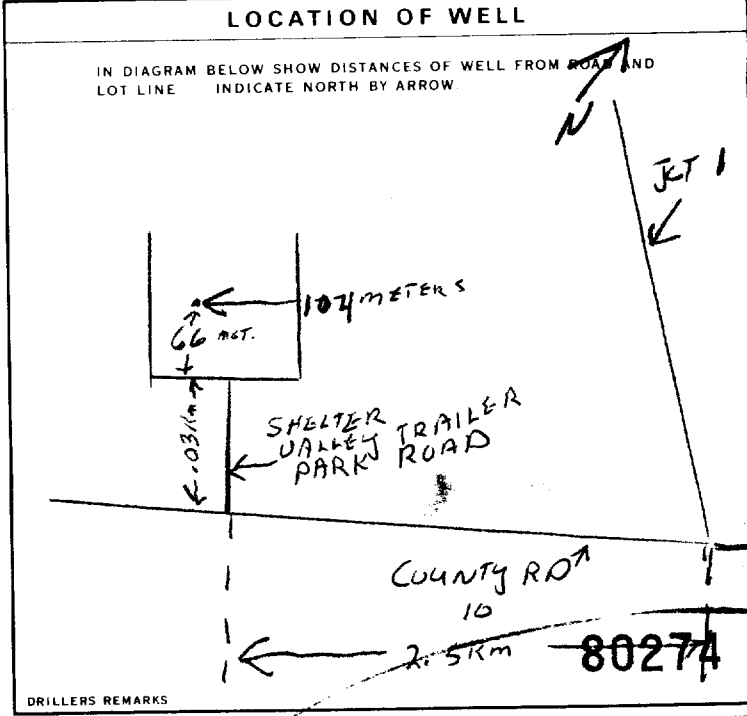 LOCATION OF WELL
IN DIAGRAM BELOW SHOW DISTANCES OF WELL FROM ROAD AND
LOT LINE INDICATE NORTH BY ARROW.
N
JCT 1
104 METERS
66 MET.
.03 Km
SHELTER
VALLEY TRAILER
PARK ROAD
COUNTY RD
10
2.5 Km
80274
DRILLERS REMARKS